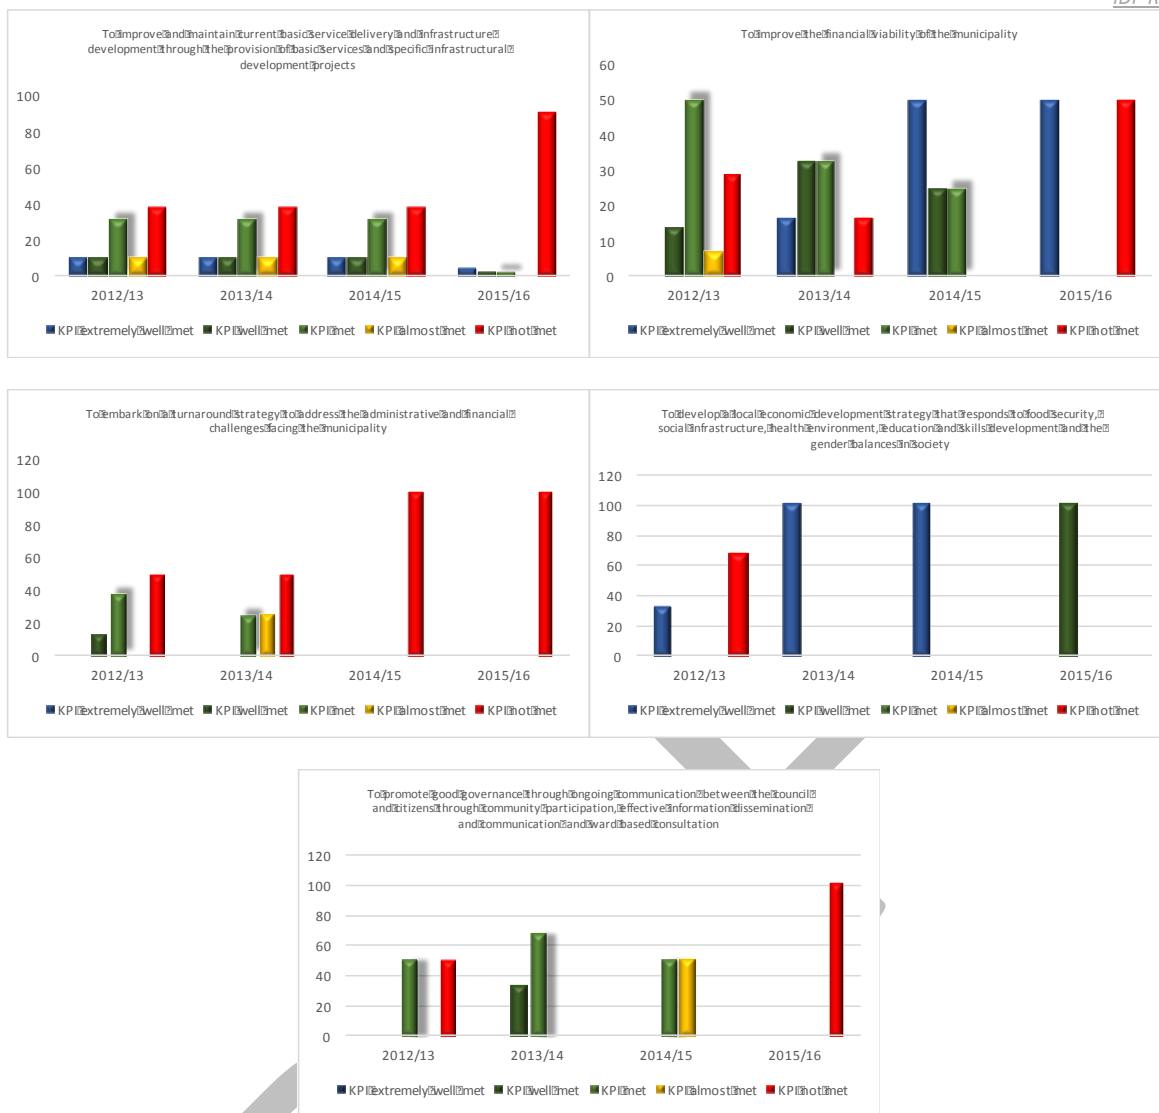 To improve and maintain current basic service delivery and infrastructure
development through the provision of basic services and specific infrastructural
development projects
100
80
60
40
20
0
2012/13 2013/14 2014/15 2015/16
KPI extremely well met KPI well met KPI met KPI almost met KPI not met
To improve the financial viability of the municipality
60
50
40
30
20
10
0
2012/13 2013/14 2014/15 2015/16
KPI extremely well met KPI well met KPI met KPI almost met KPI not met
To embark on a turnaround strategy to address the administrative and financial
challenges facing the municipality
120
100
80
60
40
20
0
2012/13 2013/14 2014/15 2015/16
KPI extremely well met KPI well met KPI met KPI almost met KPI not met
To develop a local economic development strategy that responds to food security,
social infrastructure, health environment, education and skills development and the
gender balances in society
120
100
80
60
40
20
0
2012/13 2013/14 2014/15 2015/16
KPI extremely well met KPI well met KPI met KPI almost met KPI not met
To promote good governance through ongoing communication between the council
and citizens through community participation, effective information dissemination
and communication and ward based consultation
120
100
80
60
40
20
0
2012/13 2013/14 2014/15 2015/16
KPI extremely well met KPI well met KPI met KPI almost met KPI not met